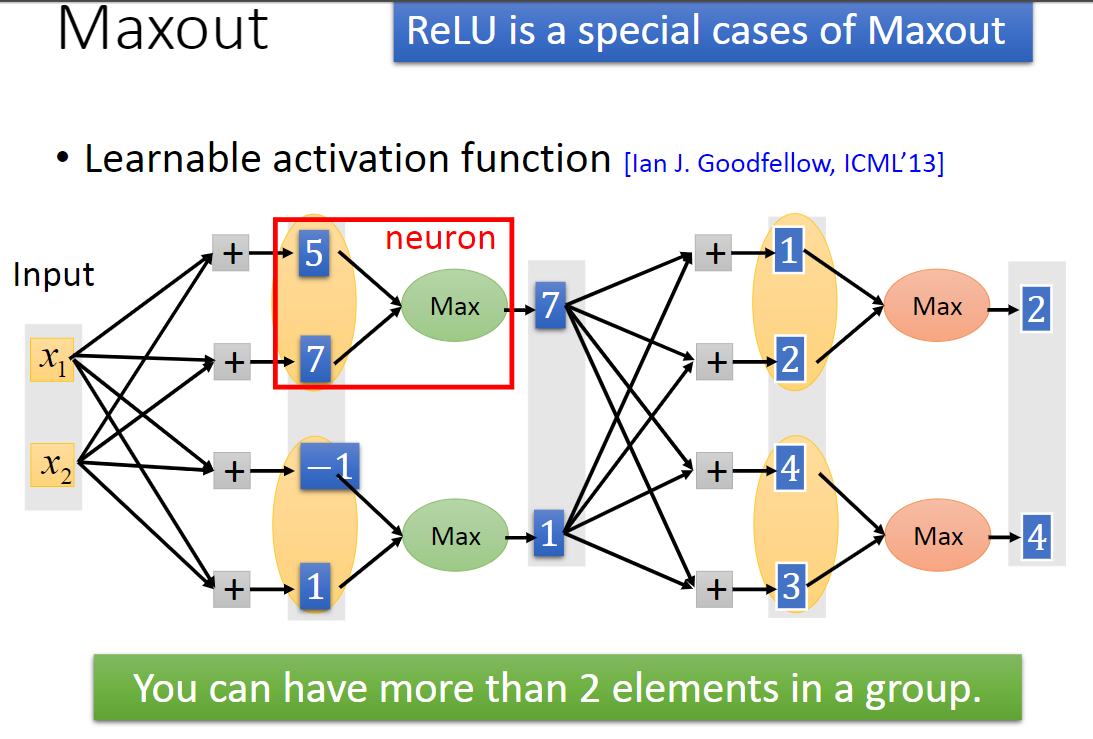 Maxout
ReLU is a special cases of Maxout
• Learnable activation function [Ian J. Goodfellow, ICML’13]
Input
neuron
+ 5
Max
7
+ 7
x1
x2
+ −1
Max
1
+ 1
+ 1
Max
2
+ 2
+ 4
Max
4
+ 3
You can have more than 2 elements in a group.